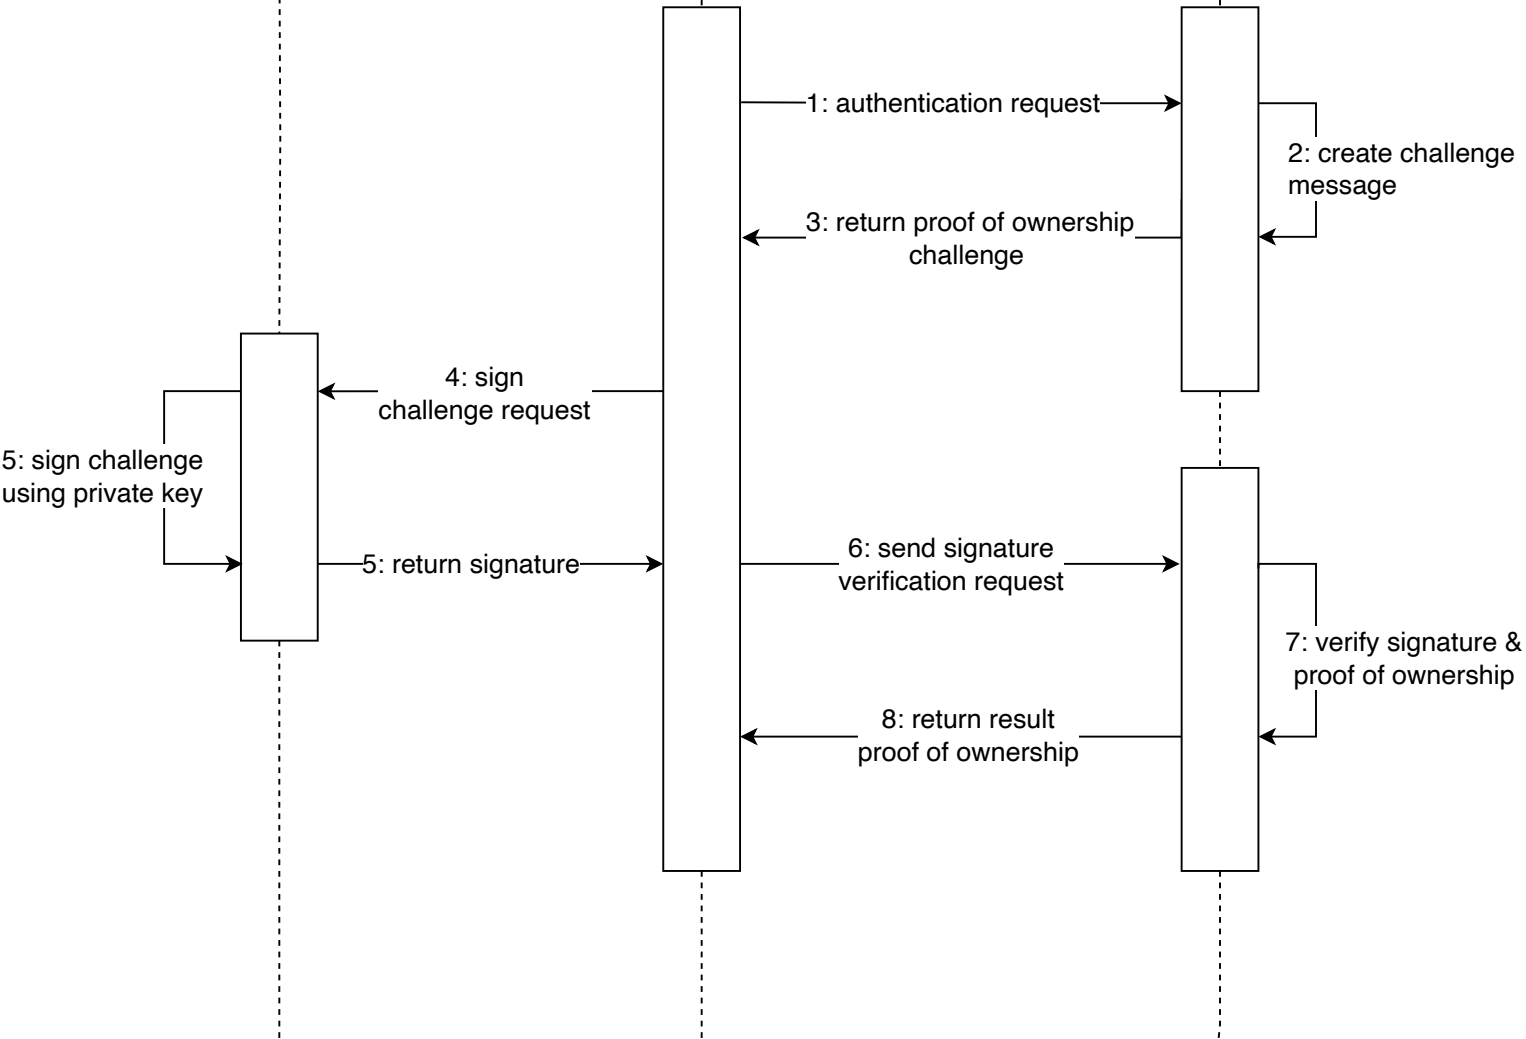 1: authentication request
2: create challenge
message
3: return proof of ownership
challenge
4: sign
challenge request
5: sign challenge
using private key
5: return signature
6: send signature
verification request
7: verify signature &
proof of ownership
8: return result
proof of ownership